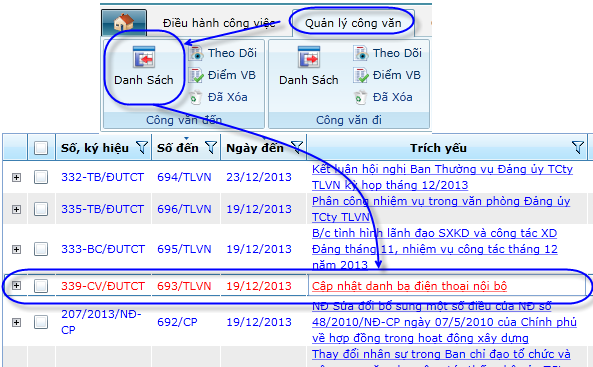 Điều hành công việc
Quản lý công văn
Danh Sách
Theo Dõi
Điểm VB
Đã Xóa
Công văn đến
Danh Sách
Theo Dõi
Điểm VB
Đã Xóa
Công văn đi
Số, ký hiệu Số đến Ngày đến Trích yếu
332-TB/ĐUTCT 694/TLVN 23/12/2013 Kết luận hội nghị Ban Thường vụ Đảng ủy TCty
TLVN kỳ họp tháng 12/2013
335-TB/ĐUTCT 696/TLVN 19/12/2013 Phân công nhiệm vụ trong văn phòng Đảng ủy
TCty TLVN
333-BC/ĐUTCT 695/TLVN 19/12/2013 B/c tình hình lãnh đạo SXKD và công tác XD
Đảng tháng 11, nhiệm vụ công tác tháng 12
năm 2013
339-CV/ĐUTCT 693/TLVN 19/12/2013 Cập nhật danh bạ điện thoại nội bộ
207/2013/NĐ-
CP 692/CP 19/12/2013 NĐ Sửa đổi bổ sung một số điều của NĐ số
48/2010/NĐ-CP ngày 07/5/2010 của Chính phủ
về hợp đồng trong hoạt động xây dựng
Thay đổi nhân sự trong Ban chỉ đạo tổ chức và